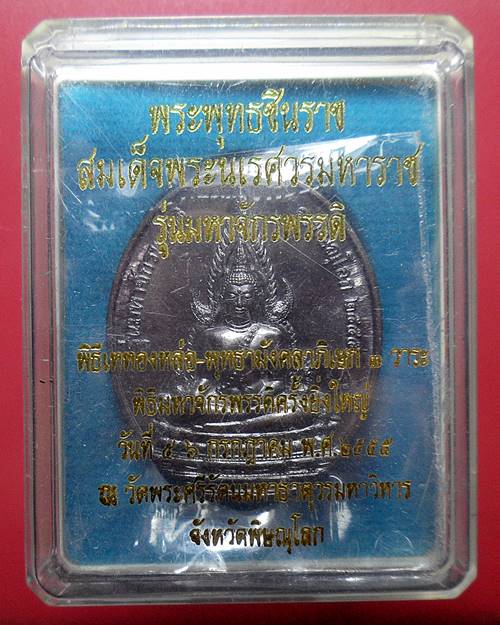 พระพุทธชินราช
สมเด็จพระนเรศวรมหาราช
รุ่นมหาจักรพรรดิ
พิธีเททองหล่อ-พุทธามังคลาภิเษก ๓ วาระ
พิธีมหาจักรพรรดิครั้งยิ่งใหญ่
วันที่ ๕ ๖ กรกฎาคม พ.ศ.๒๕๕๕
ณ วัดพระศรีรัตนมหาธาตุวรมหาวิหาร
จังหวัดพิษณุโลก